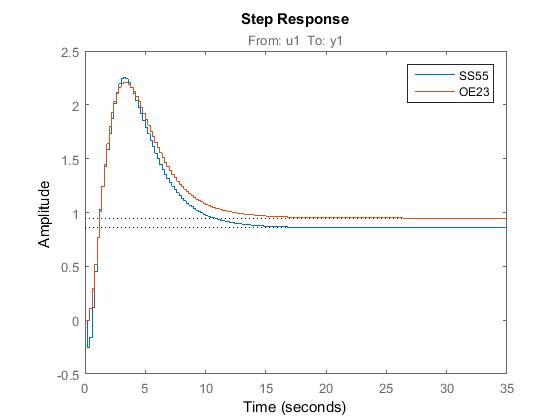 Step Response
From: u1 To: y1
SS55
OE23
Amplitude
2.5
2
1.5
1
0.5
0
-0.5
0 5 10 15 20 25 30 35
Time (seconds)